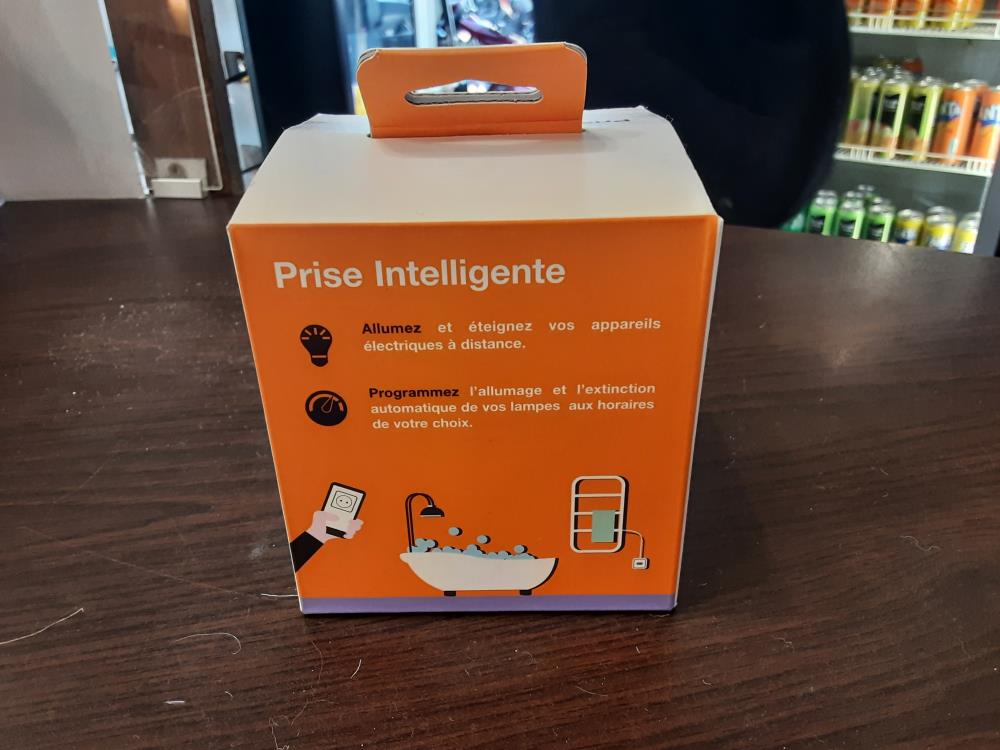 Prise Intelligente
Allumez et éteignez vos appareils
électriques à distance.
Programmez l'allumage et l'extinction
automatique de vos lampes aux horaires
de votre choix.